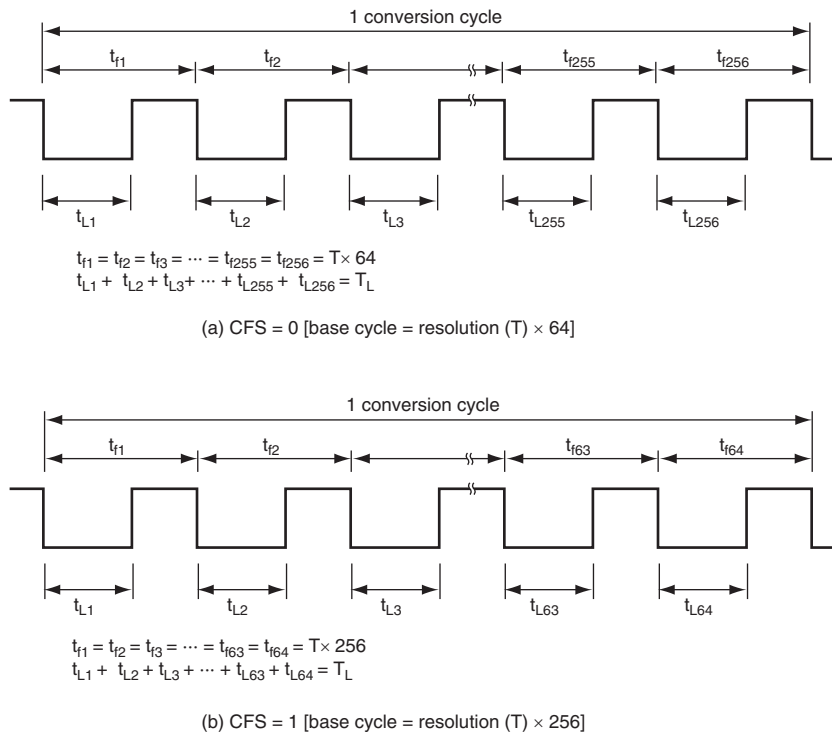 1 conversion cycle
tf1 tf2 tf255 tf256
tL1 tL2 tL3 tL255 tL256
tf1 = tf2 = tf3 = ··· = tf255 = tf256 = T × 64
tL1 + tL2 + tL3 + ··· + tL255 + tL256 = TL
(a) CFS = 0 [base cycle = resolution (T) × 64]
1 conversion cycle
tf1 tf2 tf63 tf64
tL1 tL2 tL3 tL63 tL64
tf1 = tf2 = tf3 = ··· = tf63 = tf64 = T × 256
tL1 + tL2 + tL3 + ··· + tL63 + tL64 = TL
(b) CFS = 1 [base cycle = resolution (T) × 256]